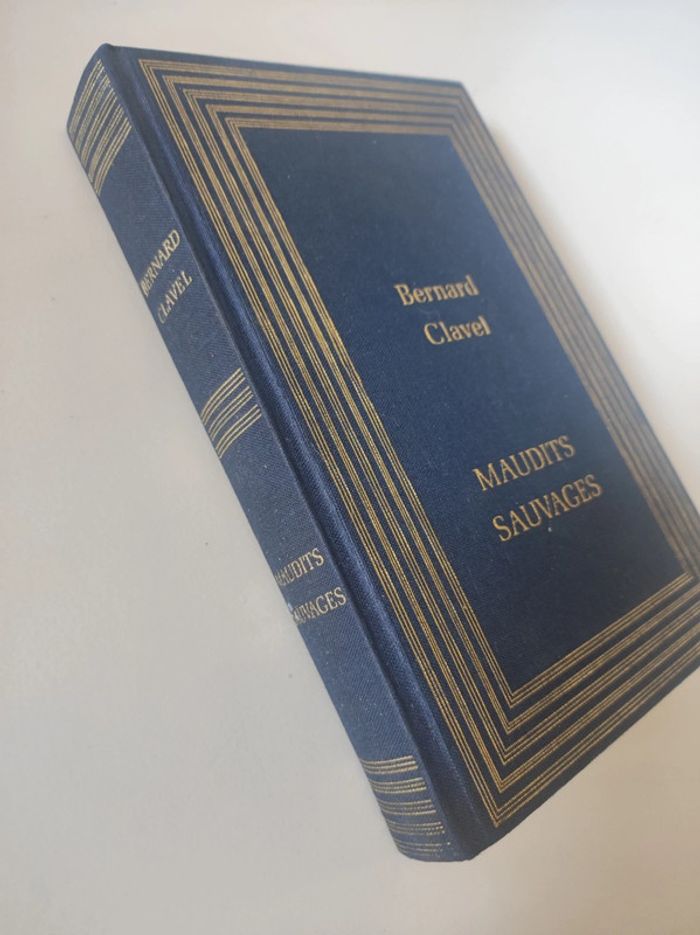 BERNARD
CLAVEL
MAUDITS
SAUVAGES
Bernard
Clavel
MAUDITS
SAUVAGES